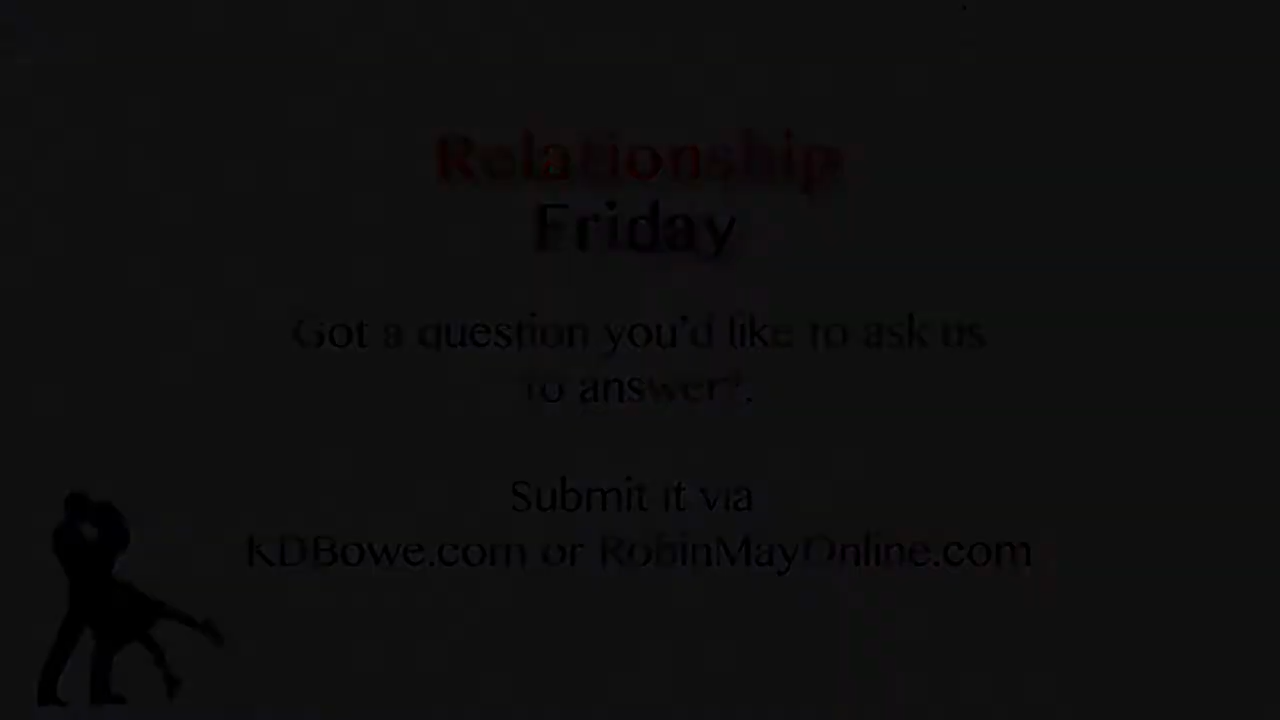 Relationship
Friday
Got a question you'd like to ask us
to answer?.
Submit it via
KDBowe.com or RobinMayOnline.com